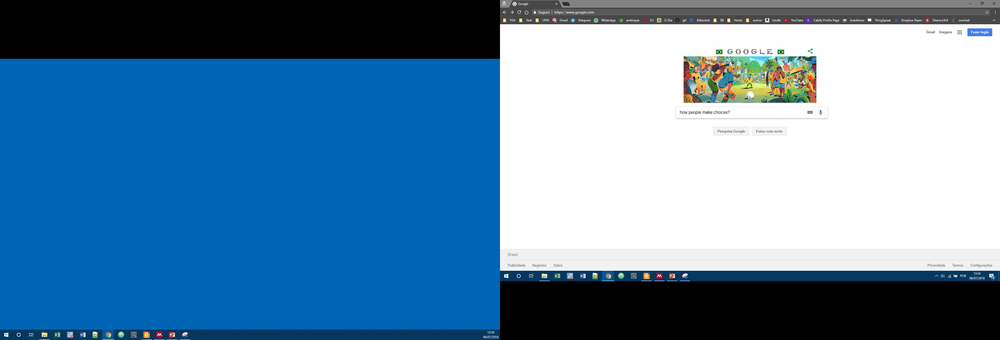 13:34
06/07/2018
Google
Seguro https://www.google.com
FGV Task UFRJ Gmail Telegram WhatsApp ambiopar G1 O Dia git Bitbucket $$ Hacks outros kindle YouTube Cabify Profile Page brasileirao ThingSpeak Dropbox Paper ShareLaTeX overleaf »
Gmail Imagens Fazer login
GOOGLE
how people make choices?
Pesquisa Google Estou com sorte
Brasil
Publicidade Negócios Sobre Privacidade Termos Configurações
POR 13:34
06/07/2018
4